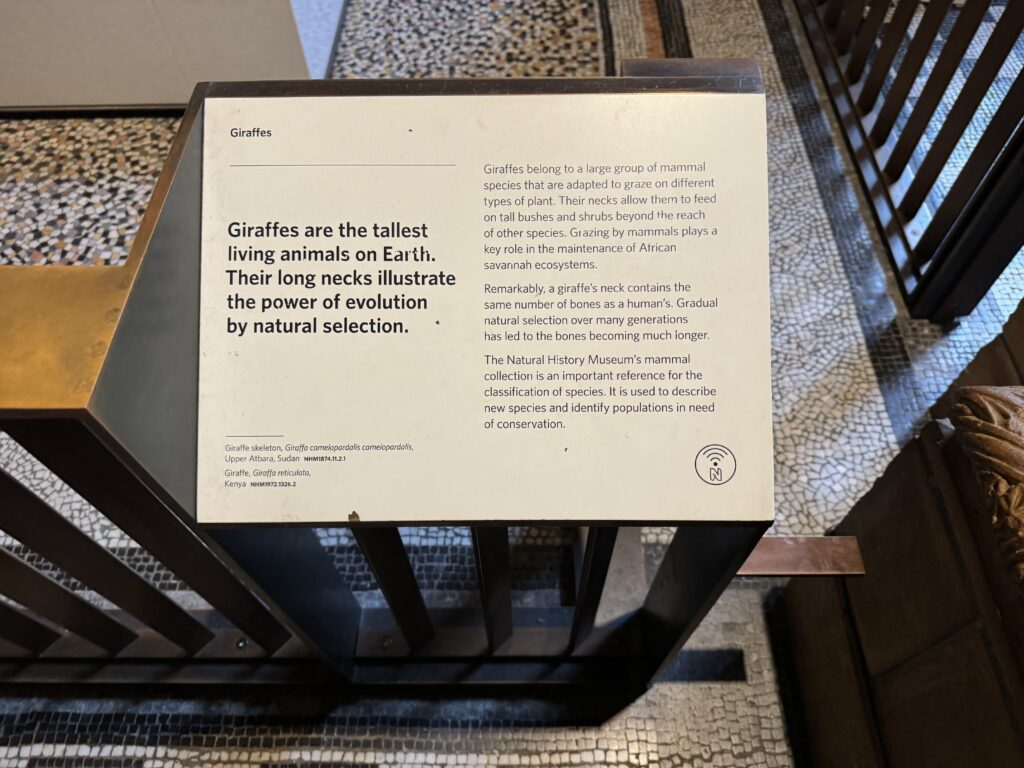 Giraffes
Giraffes are the tallest
living animals on Earth.
Their long necks illustrate
the power of evolution
by natural selection.
Giraffe skeleton, Giraffa camelopardalis camelopardalis,
Upper Atbara, Sudan NHM1874.11.2.1
Giraffe, Giraffa reticulata,
Kenya NHM1972.1326.2
Giraffes belong to a large group of mammal
species that are adapted to graze on different
types of plant. Their necks allow them to feed
on tall bushes and shrubs beyond the reach
of other species. Grazing by mammals plays a
key role in the maintenance of African
savannah ecosystems.
Remarkably, a giraffe's neck contains the
same number of bones as a human's. Gradual
natural selection over many generations
has led to the bones becoming much longer.
The Natural History Museum's mammal
collection is an important reference for the
classification of species. It is used to describe
new species and identify populations in need
of conservation.
N